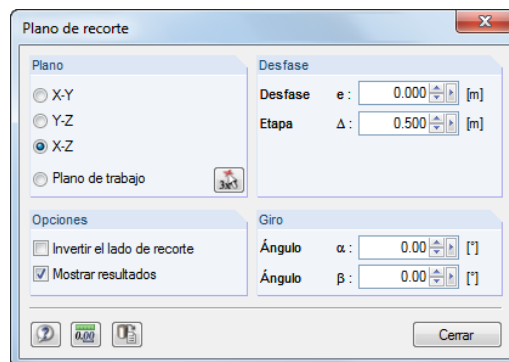 Plano de recorte
Plano
X-Y
Y-Z
X-Z
Plano de trabajo
3x
Desfase
Desfase e : 0.000 [m]
Etapa Δ : 0.500 [m]
Opciones
Invertir el lado de recorte
Mostrar resultados
Giro
Ángulo α : 0.00 [°]
Ángulo β : 0.00 [°]
0.00
Cerrar